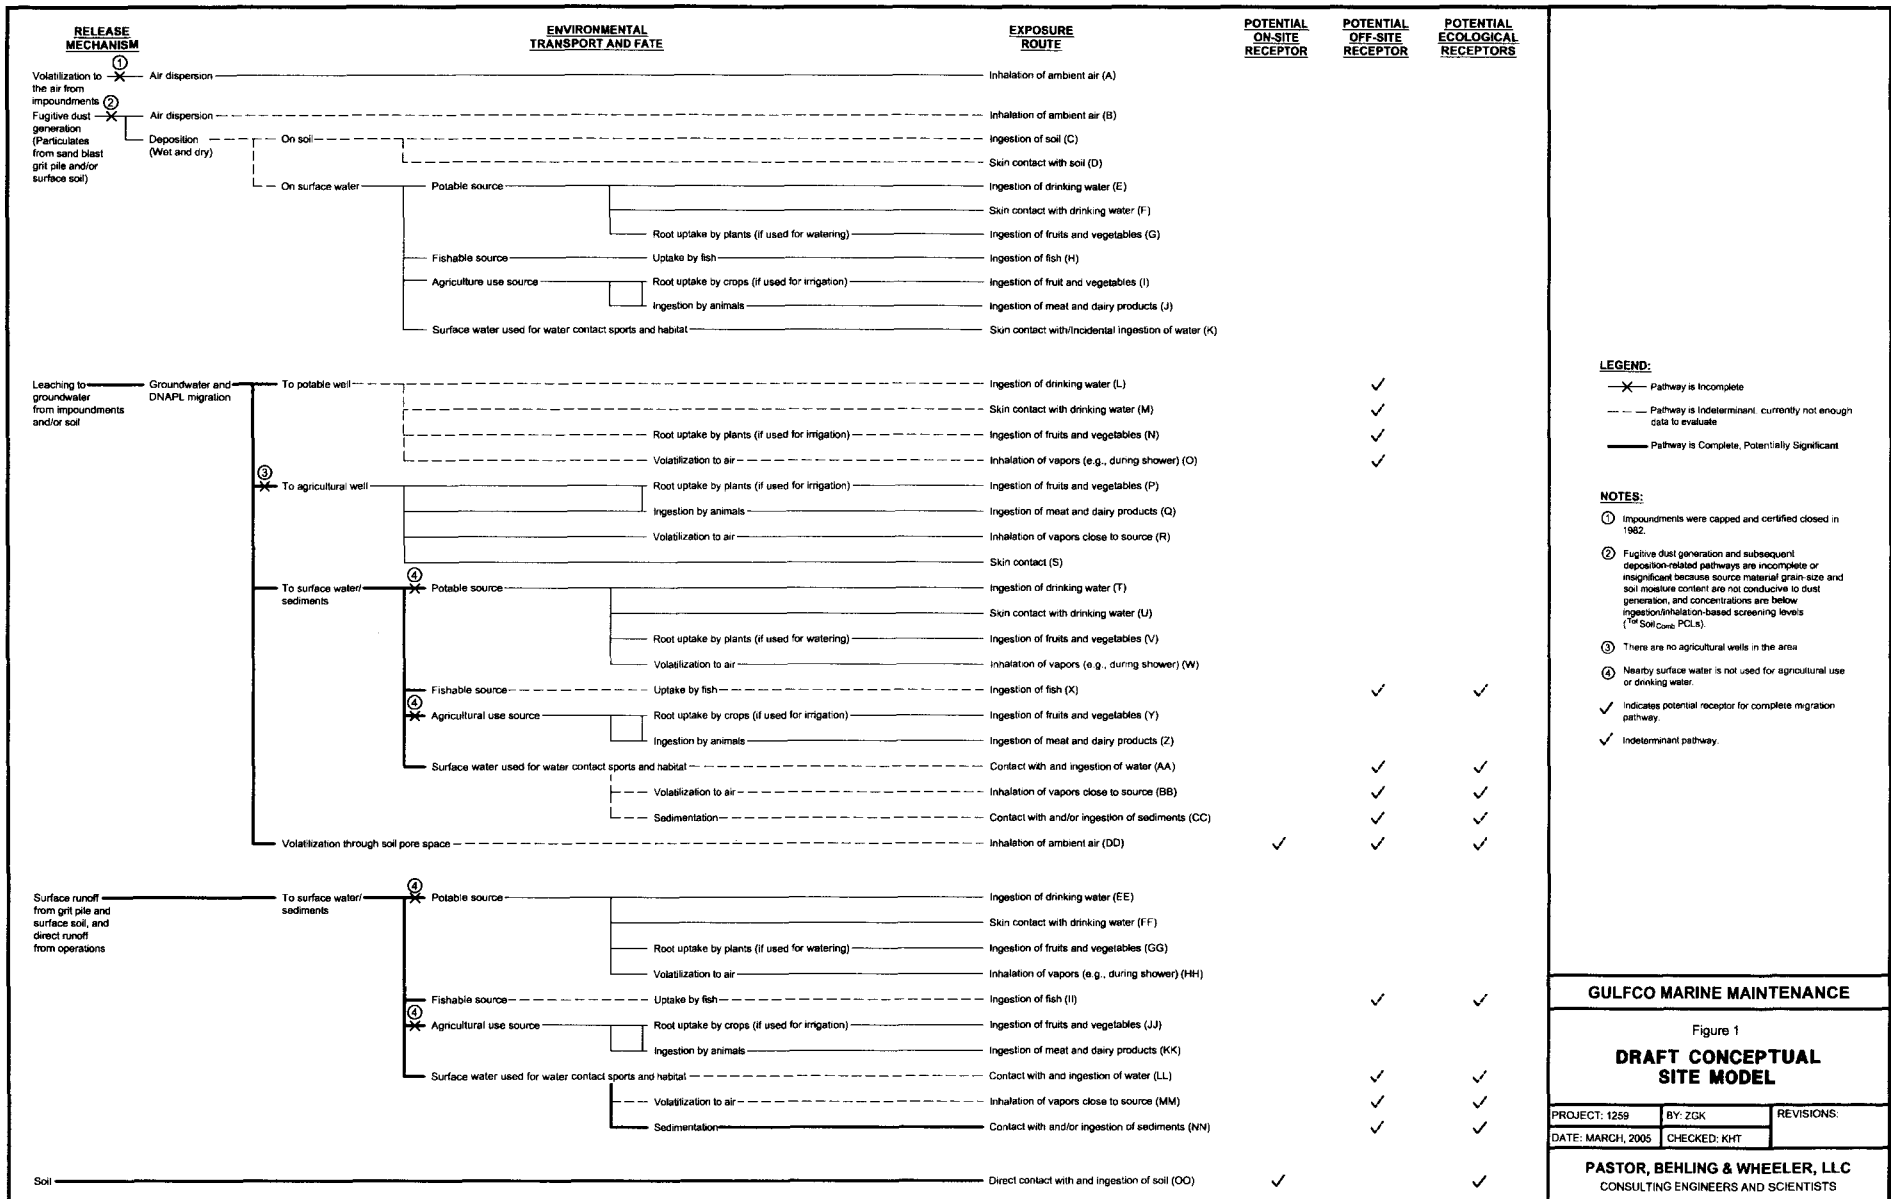 RELEASE
MECHANISM
ENVIRONMENTAL
TRANSPORT AND FATE
EXPOSURE
ROUTE
POTENTIAL
ON-SITE
RECEPTOR
POTENTIAL
OFF-SITE
RECEPTOR
POTENTIAL
ECOLOGICAL
RECEPTORS
1
Volatilization to
the air from
impoundments
Air dispersion
Inhalation of ambient air (A)
2
Fugitive dust
generation
(Particulates
from sand blast
grit pile and/or
surface soil)
Air dispersion
Inhalation of ambient air (B)
Deposition
(Wet and dry)
On soil
Ingestion of soil (C)
Skin contact with soil (D)
On surface water
Potable source
Ingestion of drinking water (E)
Skin contact with drinking water (F)
Root uptake by plants (if used for watering)
Ingestion of fruits and vegetables (G)
Fishable source
Uptake by fish
Ingestion of fish (H)
Agriculture use source
Root uptake by crops (if used for irrigation)
Ingestion of fruit and vegetables (I)
Ingestion by animals
Ingestion of meat and dairy products (J)
Surface water used for water contact sports and habitat
Skin contact with/Incidental ingestion of water (K)
Leaching to
groundwater
from impoundments
and/or soil
Groundwater and
DNAPL migration
To potable well
Ingestion of drinking water (L) ✓
Skin contact with drinking water (M) ✓
Root uptake by plants (if used for irrigation)
Ingestion of fruits and vegetables (N) ✓
Volatilization to air
Inhalation of vapors (e.g., during shower) (O) ✓
3
To agricultural well
Root uptake by plants (if used for irrigation)
Ingestion of fruits and vegetables (P)
Ingestion by animals
Ingestion of meat and dairy products (Q)
Volatilization to air
Inhalation of vapors close to source (R)
Skin contact (S)
To surface water/
sediments
4
Potable source
Ingestion of drinking water (T)
Skin contact with drinking water (U)
Root uptake by plants (if used for watering)
Ingestion of fruits and vegetables (V)
Volatilization to air
Inhalation of vapors (e.g., during shower) (W)
Fishable source
Uptake by fish
Ingestion of fish (X) ✓ ✓
4
Agricultural use source
Root uptake by crops (if used for irrigation)
Ingestion of fruits and vegetables (Y)
Ingestion by animals
Ingestion of meat and dairy products (Z)
Surface water used for water contact sports and habitat
Contact with and ingestion of water (AA) ✓ ✓
Volatilization to air
Inhalation of vapors close to source (BB) ✓ ✓
Sedimentation
Contact with and/or ingestion of sediments (CC) ✓ ✓
Volatilization through soil pore space
Inhalation of ambient air (DD) ✓ ✓ ✓
Surface runoff
from grit pile and
surface soil, and
direct runoff
from operations
To surface water/
sediments
4
Potable source
Ingestion of drinking water (EE)
Skin contact with drinking water (FF)
Root uptake by plants (if used for watering)
Ingestion of fruits and vegetables (GG)
Volatilization to air
Inhalation of vapors (e.g., during shower) (HH)
Fishable source
Uptake by fish
Ingestion of fish (II) ✓ ✓
4
Agricultural use source
Root uptake by crops (if used for irrigation)
Ingestion of fruits and vegetables (JJ)
Ingestion by animals
Ingestion of meat and dairy products (KK)
Surface water used for water contact sports and habitat
Contact with and ingestion of water (LL) ✓ ✓
Volatilization to air
Inhalation of vapors close to source (MM) ✓ ✓
Sedimentation
Contact with and/or ingestion of sediments (NN) ✓ ✓
Soil
Direct contact with and ingestion of soil (OO) ✓ ✓
LEGEND:
Pathway is Incomplete
Pathway is Indeterminant, currently not enough
data to evaluate
Pathway is Complete, Potentially Significant
NOTES:
1 Impoundments were capped and certified closed in
1982.
2 Fugitive dust generation and subsequent
deposition-related pathways are incomplete or
insignificant because source material grain-size and
soil moisture content are not conducive to dust
generation, and concentrations are below
ingestion/inhalation-based screening levels
(Tot Soil Comb PCLs).
3 There are no agricultural wells in the area
4 Nearby surface water is not used for agricultural use
or drinking water.
✓ Indicates potential receptor for complete migration
pathway.
✓ Indeterminant pathway.
GULFCO MARINE MAINTENANCE
Figure 1
DRAFT CONCEPTUAL
SITE MODEL
PROJECT: 1259
BY: ZGK
REVISIONS:
DATE: MARCH, 2005
CHECKED: KHT
PASTOR, BEHLING & WHEELER, LLC
CONSULTING ENGINEERS AND SCIENTISTS